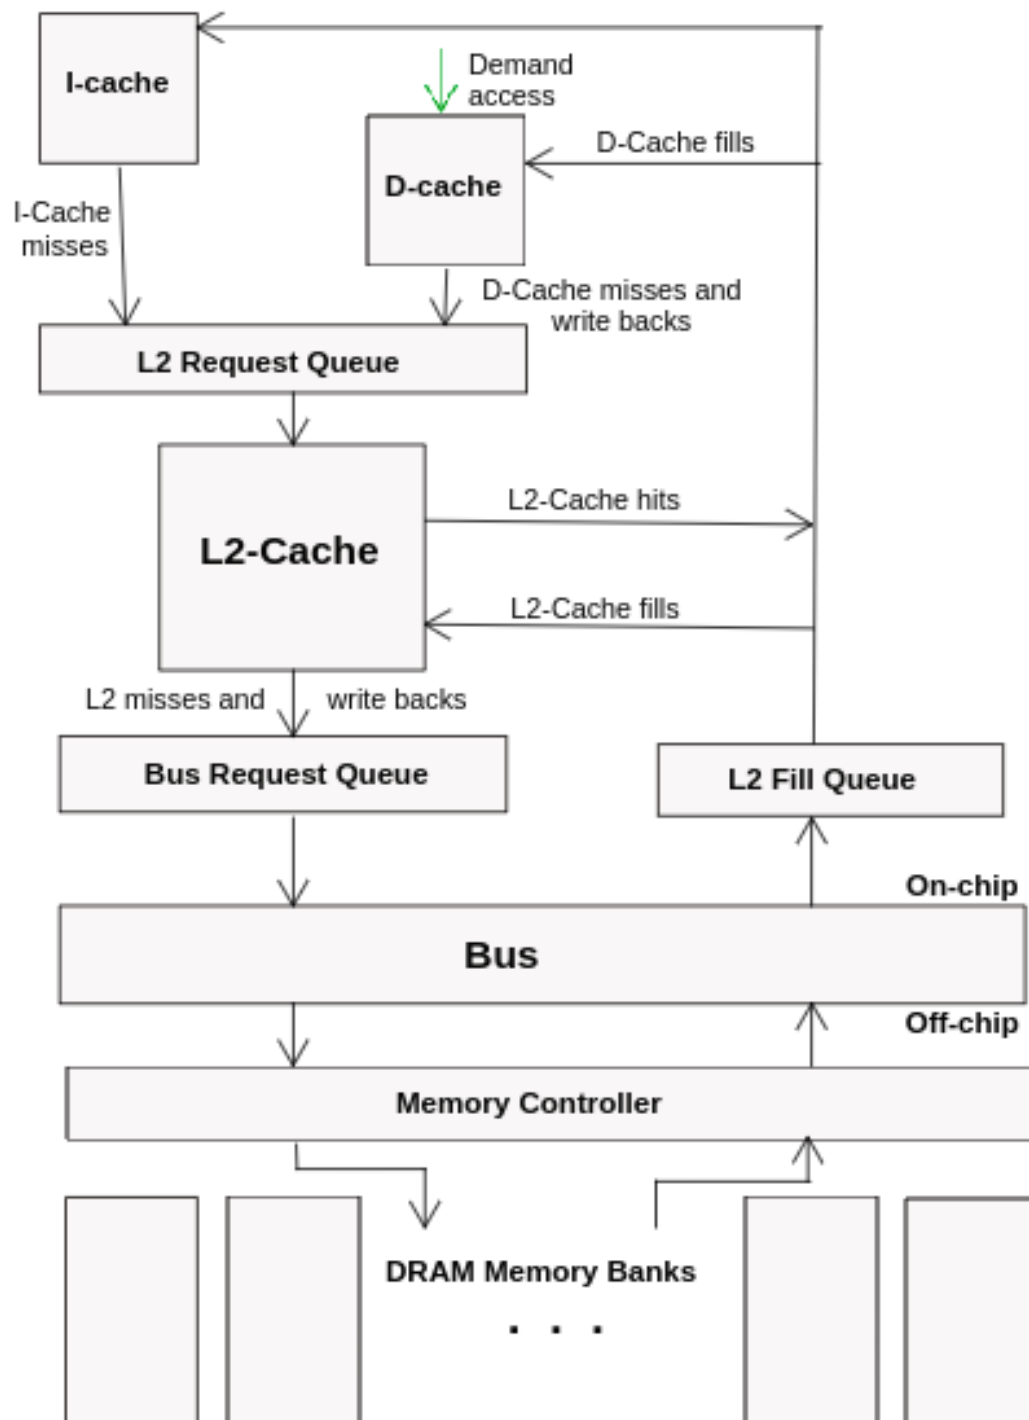 I-cache
Demand
access
D-Cache fills
D-cache
I-Cache
misses
D-Cache misses and
write backs
L2 Request Queue
L2-Cache hits
L2-Cache
L2-Cache fills
L2 misses and write backs
Bus Request Queue
L2 Fill Queue
On-chip
Bus
Off-chip
Memory Controller
DRAM Memory Banks
. . .